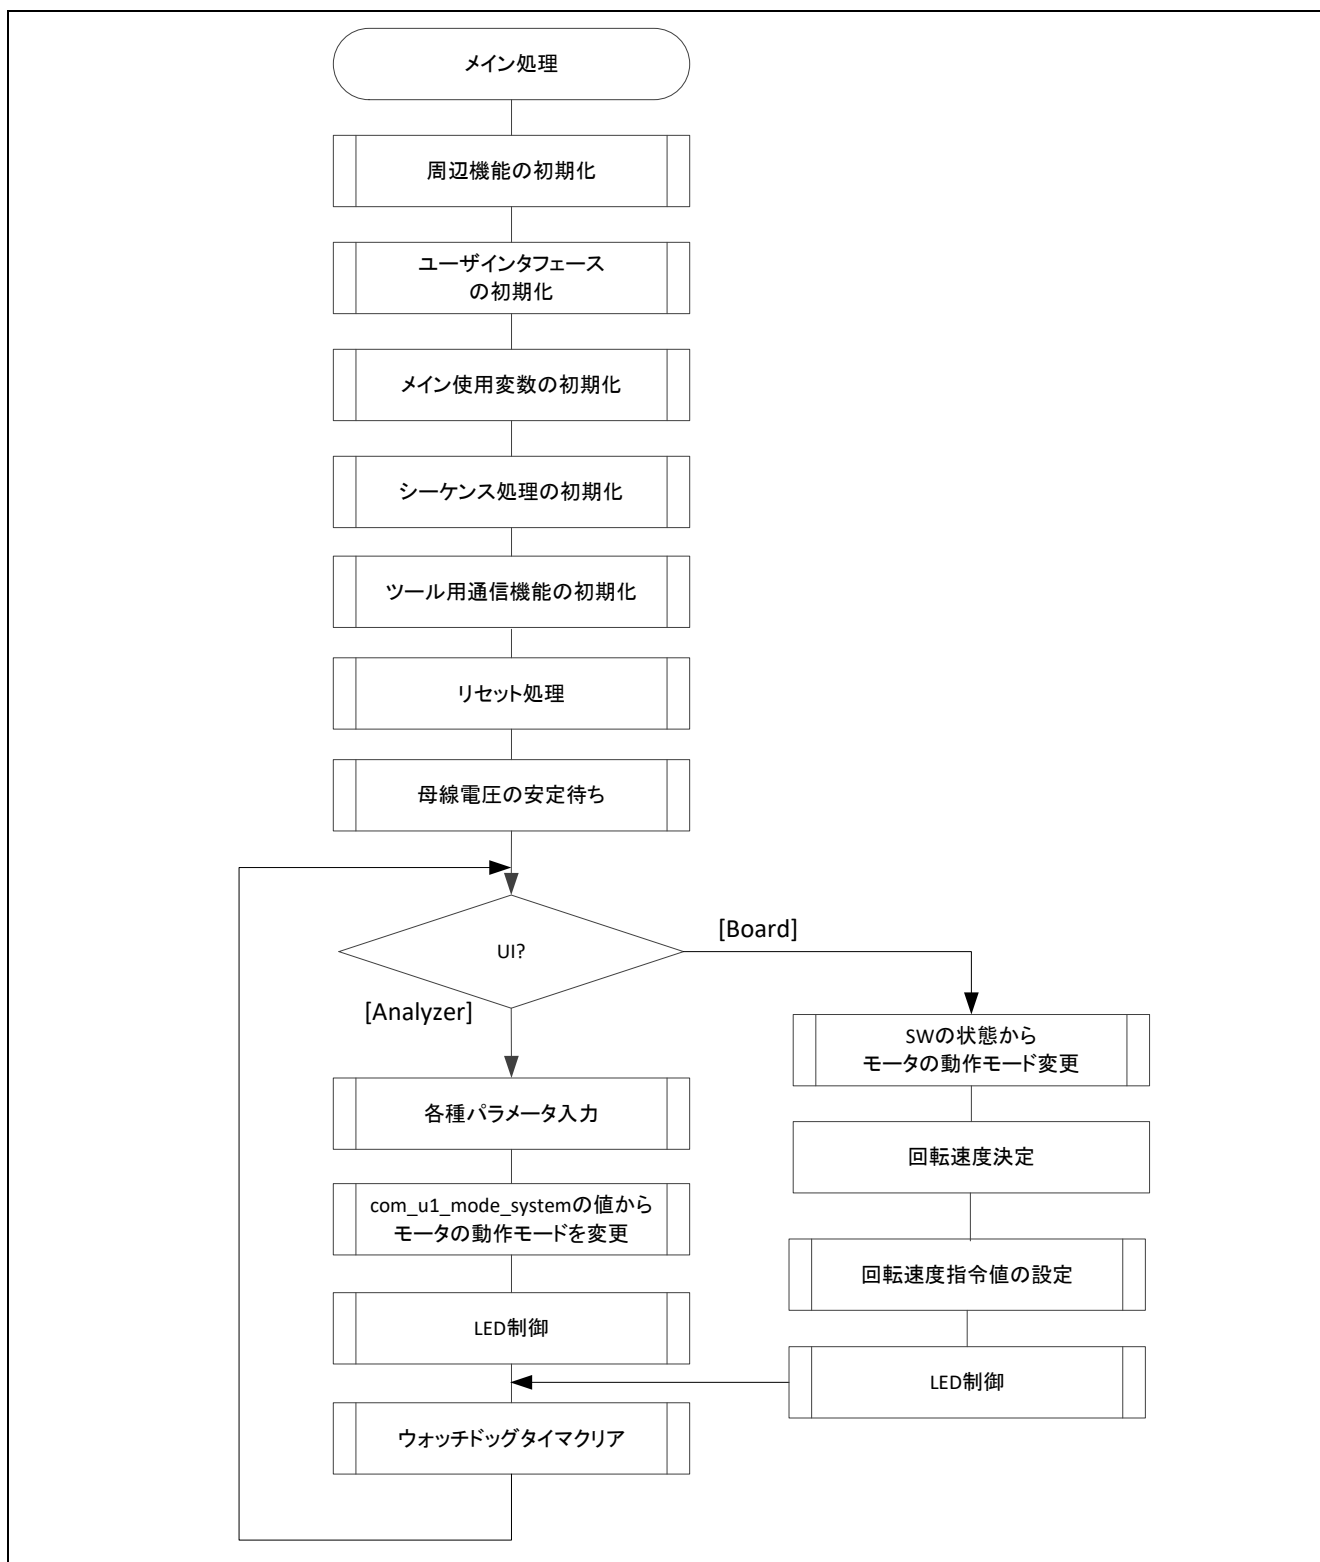 メイン処理
周辺機能の初期化
ユーザインタフェース
の初期化
メイン使用変数の初期化
シーケンス処理の初期化
ツール用通信機能の初期化
リセット処理
母線電圧の安定待ち
UI?
[Board]
[Analyzer]
SWの状態から
モータの動作モード変更
各種パラメータ入力
回転速度決定
com_u1_mode_systemの値から
モータの動作モードを変更
回転速度指令値の設定
LED制御
LED制御
ウォッチドッグタイマクリア